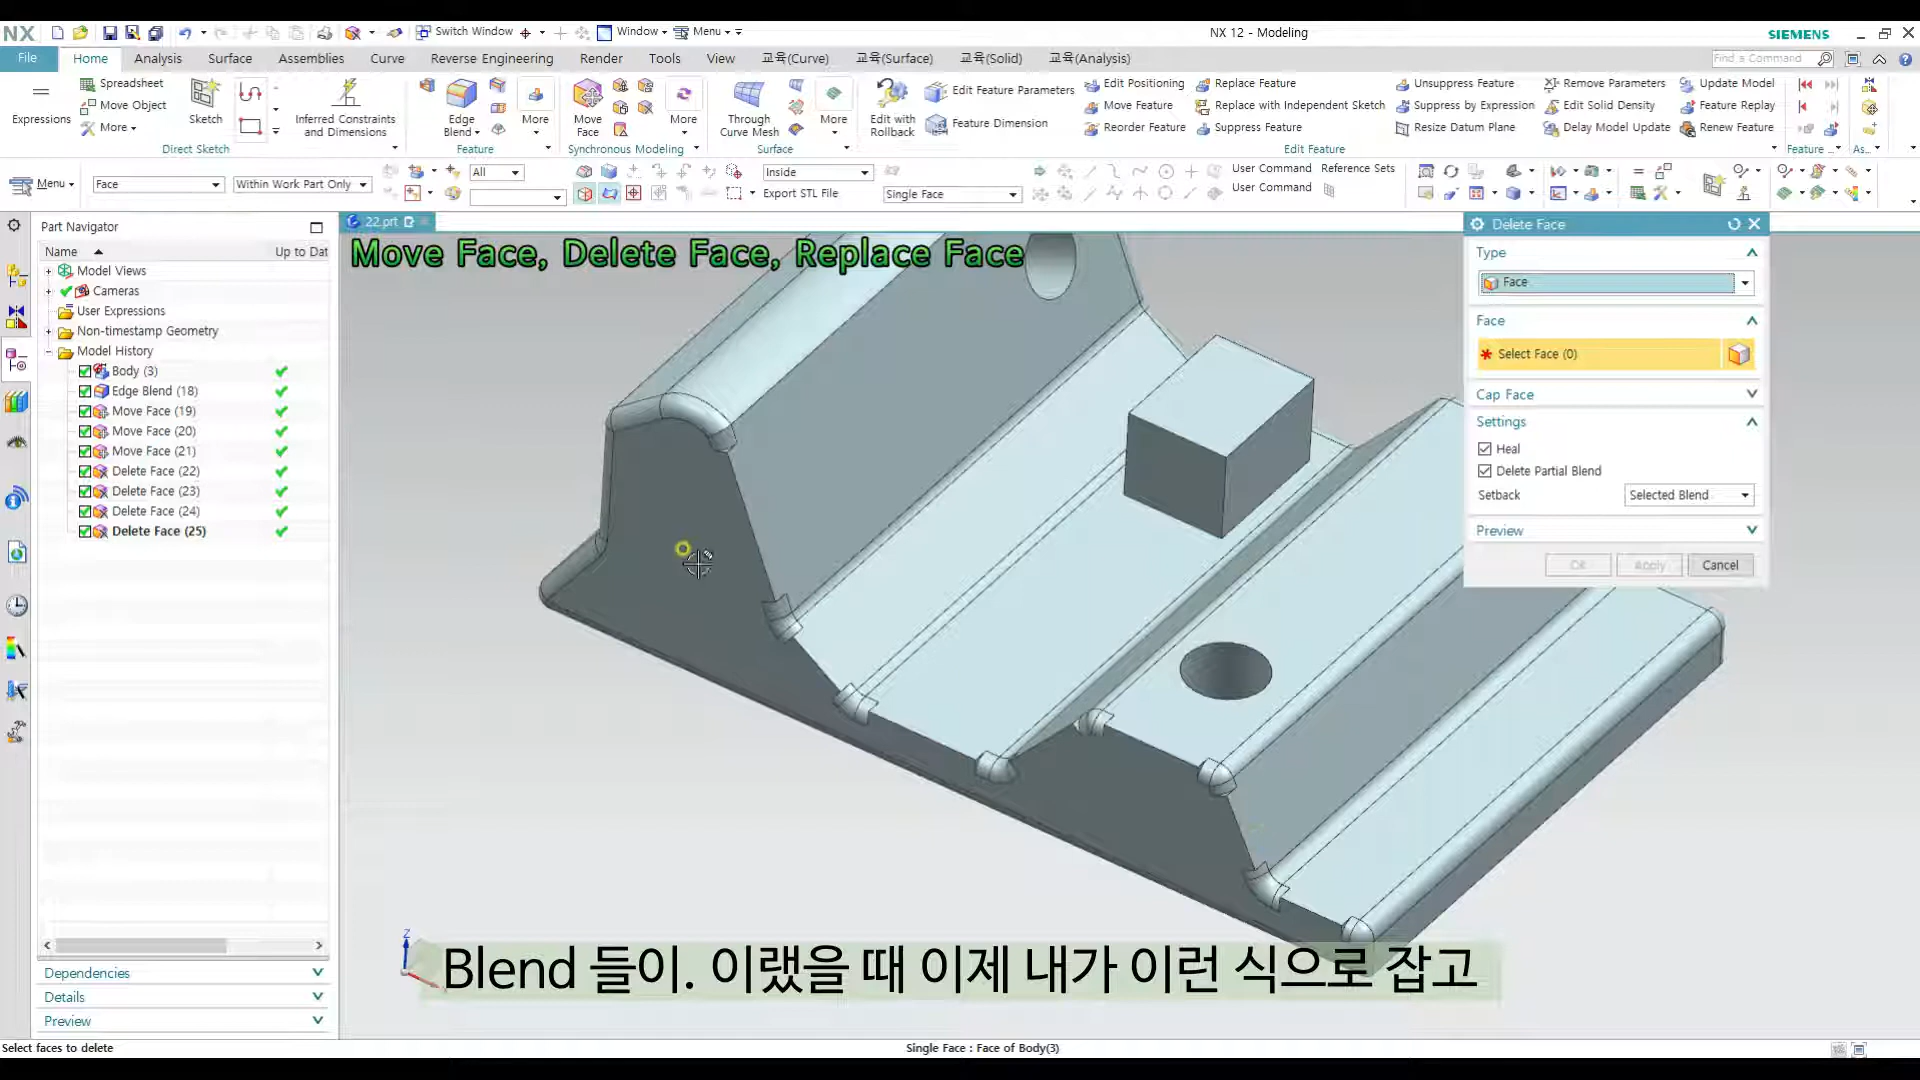 NX
Switch Window
Window
Menu
NX 12 - Modeling
SIEMENS
File
Home
Analysis
Surface
Assemblies
Curve
Reverse Engineering
Render
Tools
View
교육(Curve)
교육(Surface)
교육(Solid)
교육(Analysis)
Find a Command
Expressions
Spreadsheet
Move Object
More
Sketch
Inferred Constraints
and Dimensions
Direct Sketch
Edge
Blend
More
Feature
Move
Face
More
Synchronous Modeling
Through
Curve Mesh
More
Surface
Edit with
Rollback
Edit Feature Parameters
Feature Dimension
Edit Positioning
Move Feature
Reorder Feature
Replace Feature
Replace with Independent Sketch
Suppress Feature
Unsuppress Feature
Suppress by Expression
Resize Datum Plane
Remove Parameters
Edit Solid Density
Delay Model Update
Update Model
Feature Replay
Renew Feature
Edit Feature
Feature ...
As...
Menu
Face
Within Work Part Only
All
Inside
Export STL File
Single Face
User Command
Reference Sets
User Command
Part Navigator
Name
Up to Dat
Model Views
Cameras
User Expressions
Non-timestamp Geometry
Model History
Body (3)
Edge Blend (18)
Move Face (19)
Move Face (20)
Move Face (21)
Delete Face (22)
Delete Face (23)
Delete Face (24)
Delete Face (25)
Dependencies
Details
Preview
22.prt
Move Face, Delete Face, Replace Face
Delete Face
Type
Face
Face
* Select Face (0)
Cap Face
Settings
Heal
Delete Partial Blend
Setback
Selected Blend
Preview
OK
Apply
Cancel
Z
Blend 들이. 이랬을 때 이제 내가 이런 식으로 잡고
Select faces to delete
Single Face : Face of Body(3)